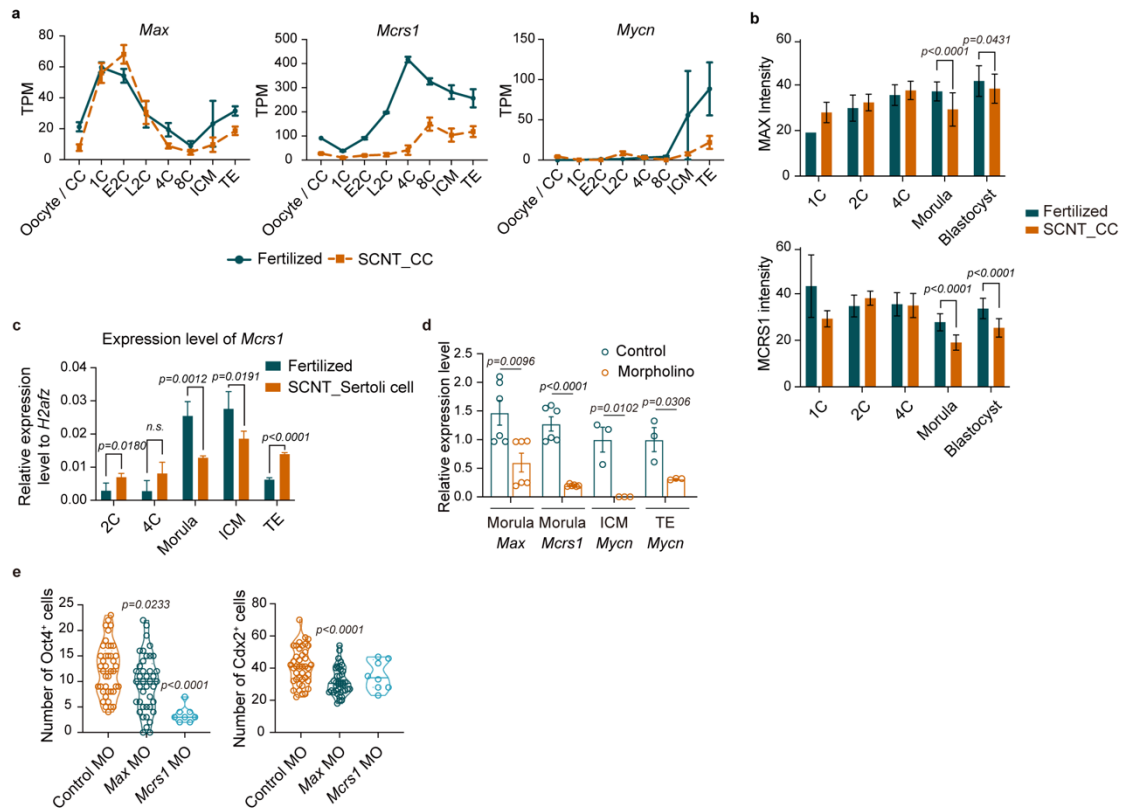 a
Max
Mcrs1
Mycn
TPM
80
60
40
20
0
TPM
500
400
300
200
100
0
TPM
150
100
50
0
Oocyte / CC
1C
E2C
L2C
4C
8C
ICM
TE
Oocyte / CC
1C
E2C
L2C
4C
8C
ICM
TE
Oocyte / CC
1C
E2C
L2C
4C
8C
ICM
TE
Fertilized
SCNT_CC
b
MAX Intensity
60
40
20
0
p<0.0001
p=0.0431
1C
2C
4C
Morula
Blastocyst
Fertilized
SCNT_CC
MCRS1 intensity
60
40
20
0
p<0.0001
p<0.0001
1C
2C
4C
Morula
Blastocyst
c
Expression level of Mcrs1
Fertilized
SCNT_Sertoli cell
Relative expression
level to H2afz
0.04
0.03
0.02
0.01
0.00
p=0.0180
n.s.
p=0.0012
p=0.0191
p<0.0001
2C
4C
Morula
ICM
TE
d
Control
Morpholino
Relative expression level
2.5
2.0
1.5
1.0
0.5
0.0
p=0.0096
p<0.0001
p=0.0102
p=0.0306
Morula
Max
Morula
Mcrs1
ICM
Mycn
TE
Mycn
e
Number of Oct4+ cells
25
20
15
10
5
0
p=0.0233
p<0.0001
Control MO
Max MO
Mcrs1 MO
Number of Cdx2+ cells
80
60
40
20
0
p<0.0001
Control MO
Max MO
Mcrs1 MO